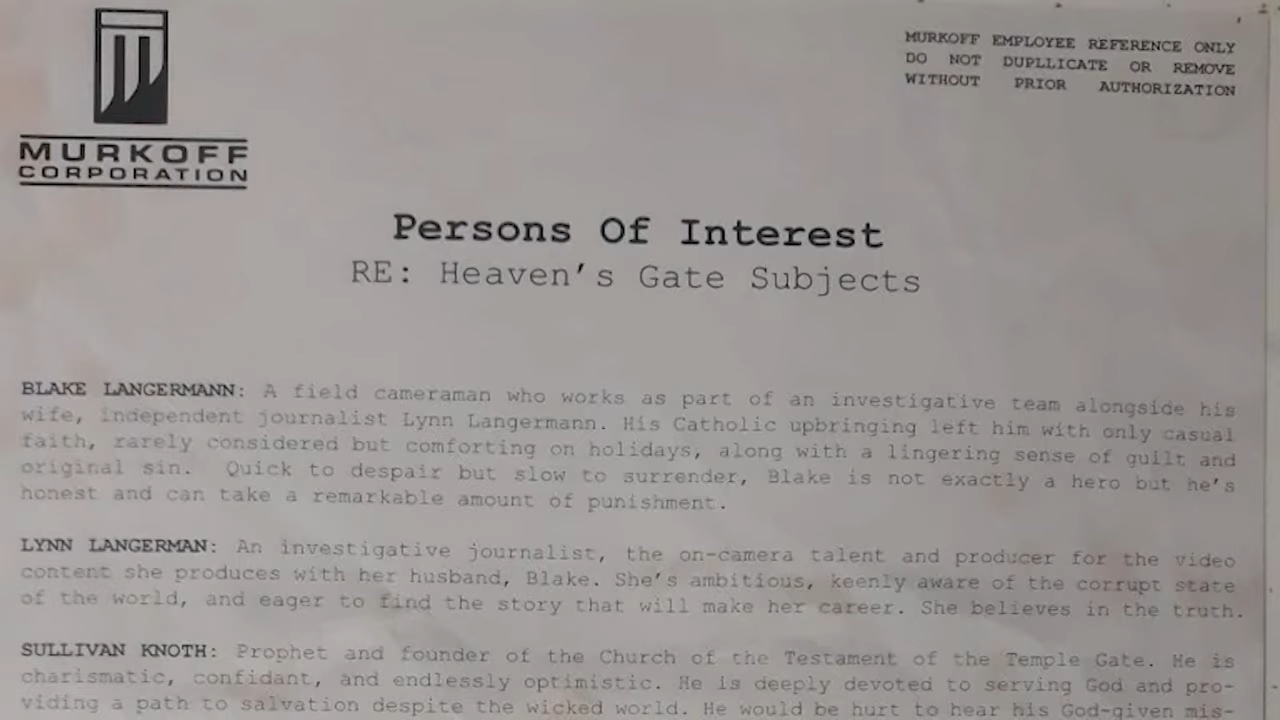 MURKOFF
CORPORATION
MURKOFF EMPLOYEE REFERENCE ONLY
DO NOT DUPLLICATE OR REMOVE
WITHOUT PRIOR AUTHORIZATION
Persons Of Interest
RE: Heaven's Gate Subjects
BLAKE LANGERMANN: A field cameraman who works as part of an investigative team alongside his
wife, independent journalist Lynn Langermann. His Catholic upbringing left him with only casual
faith, rarely considered but comforting on holidays, along with a lingering sense of guilt and
original sin. Quick to despair but slow to surrender, Blake is not exactly a hero but he's
honest and can take a remarkable amount of punishment.
LYNN LANGERMAN: An investigative journalist, the on-camera talent and producer for the video
content she produces with her husband, Blake. She's ambitious, keenly aware of the corrupt state
of the world, and eager to find the story that will make her career. She believes in the truth.
SULLIVAN KNOTH: Prophet and founder of the Church of the Testament of the Temple Gate. He is
charismatic, confidant, and endlessly optimistic. He is deeply devoted to serving God and pro-
viding a path to salvation despite the wicked world. He would be hurt to hear his God-given mis-